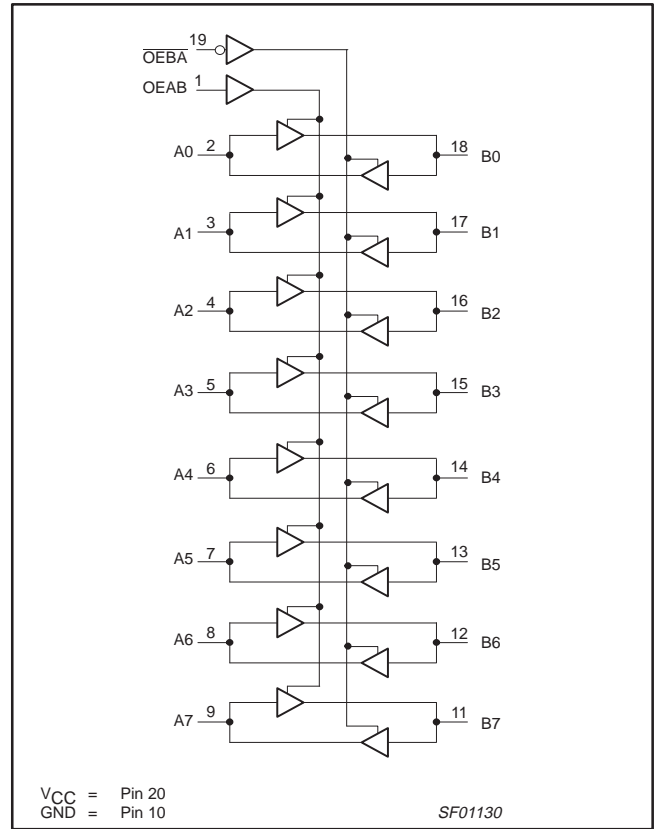 OEBA 19
OEAB 1
A0 2 18 B0
A1 3 17 B1
A2 4 16 B2
A3 5 15 B3
A4 6 14 B4
A5 7 13 B5
A6 8 12 B6
A7 9 11 B7
VCC = Pin 20
GND = Pin 10
SF01130